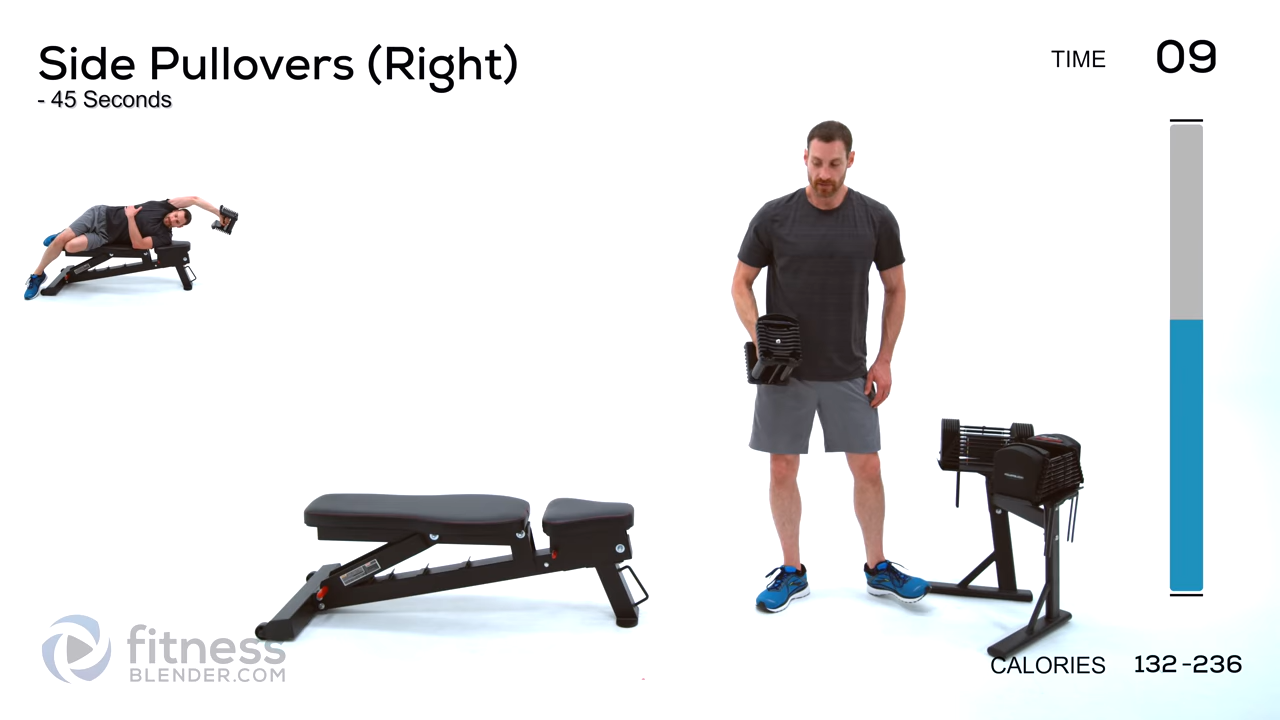 Side Pullovers (Right)
- 45 Seconds
TIME 09
fitness
BLENDER.COM
CALORIES 132-236